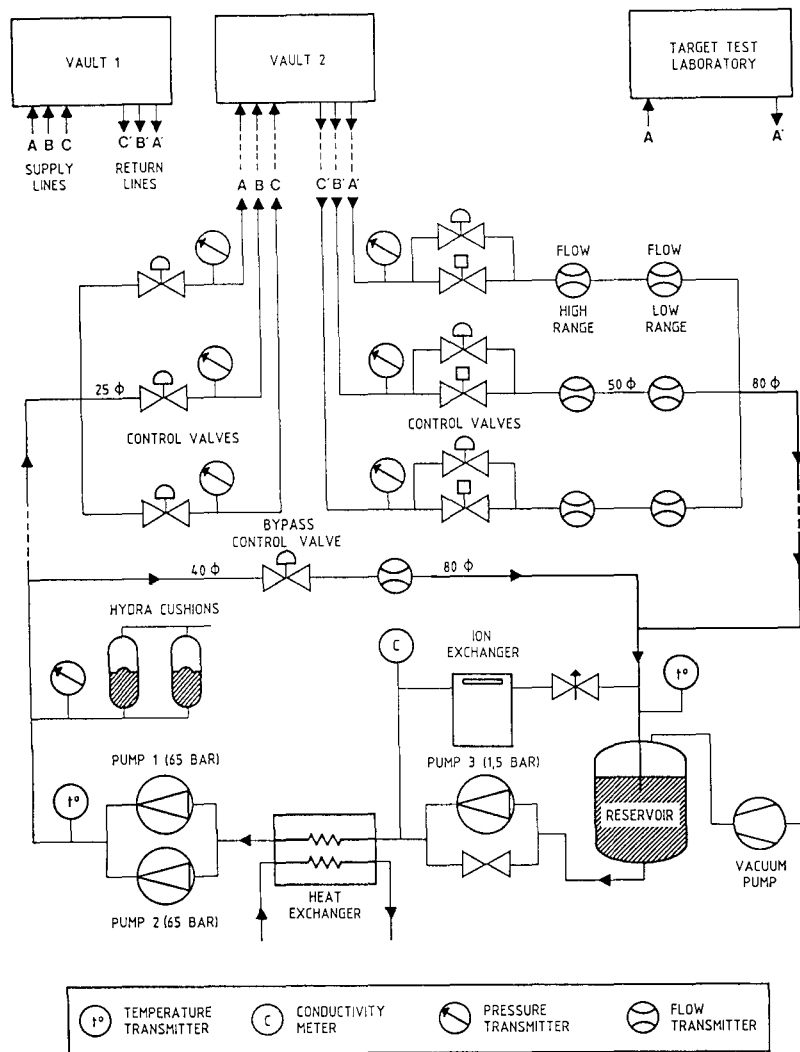 VAULT 1
VAULT 2
TARGET TEST
LABORATORY
A B C
C' B' A'
SUPPLY
LINES
RETURN
LINES
A B C
C' B' A'
A
A'
FLOW
HIGH
RANGE
FLOW
LOW
RANGE
25 Φ
CONTROL VALVES
CONTROL VALVES
50 Φ
80 Φ
BYPASS
CONTROL VALVE
40 Φ
80 Φ
HYDRA CUSHIONS
C
ION
EXCHANGER
t°
PUMP 1 (65 BAR)
PUMP 3 (1,5 BAR)
t°
RESERVOIR
VACUUM
PUMP
PUMP 2 (65 BAR)
HEAT
EXCHANGER
t° TEMPERATURE
TRANSMITTER
C CONDUCTIVITY
METER
PRESSURE
TRANSMITTER
FLOW
TRANSMITTER